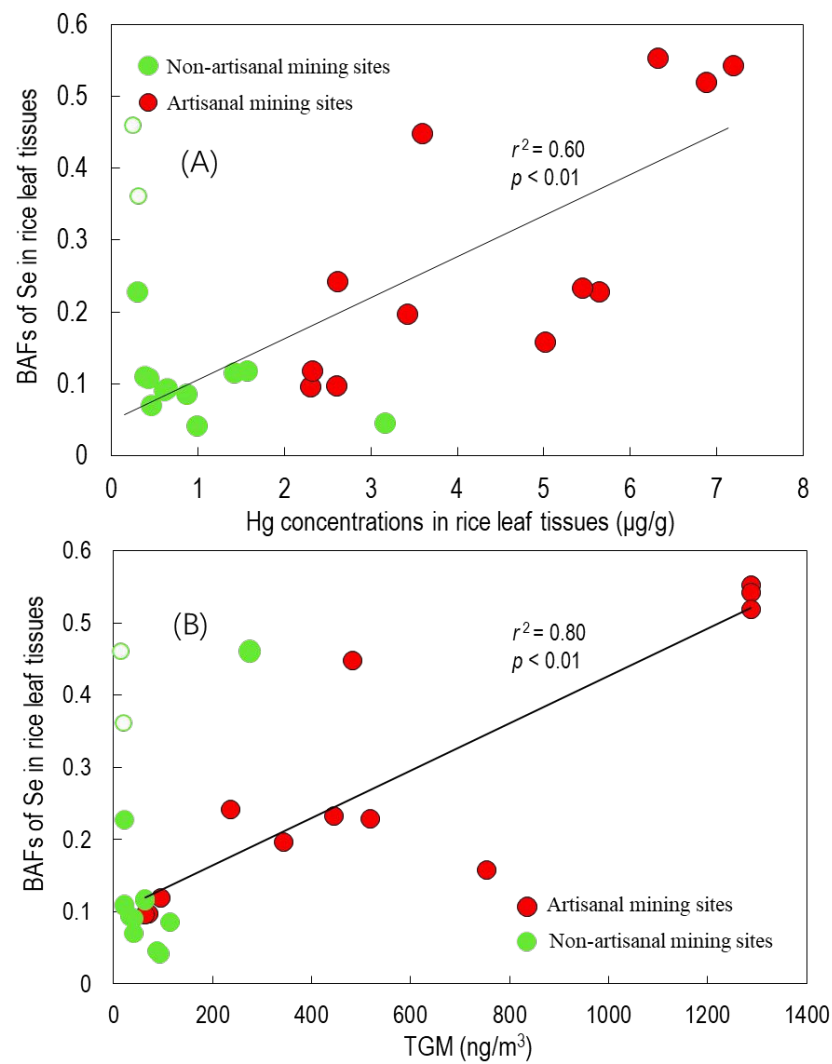 0.6
Non-artisanal mining sites
Artisanal mining sites
0.5
(A)
r² = 0.60
p < 0.01
0.4
0.3
0.2
0.1
0
BAFs of Se in rice leaf tissues
0 1 2 3 4 5 6 7 8
Hg concentrations in rice leaf tissues (µg/g)
0.6
(B)
r² = 0.80
p < 0.01
0.5
0.4
0.3
0.2
0.1
0
BAFs of Se in rice leaf tissues
Artisanal mining sites
Non-artisanal mining sites
0 200 400 600 800 1000 1200 1400
TGM (ng/m³)